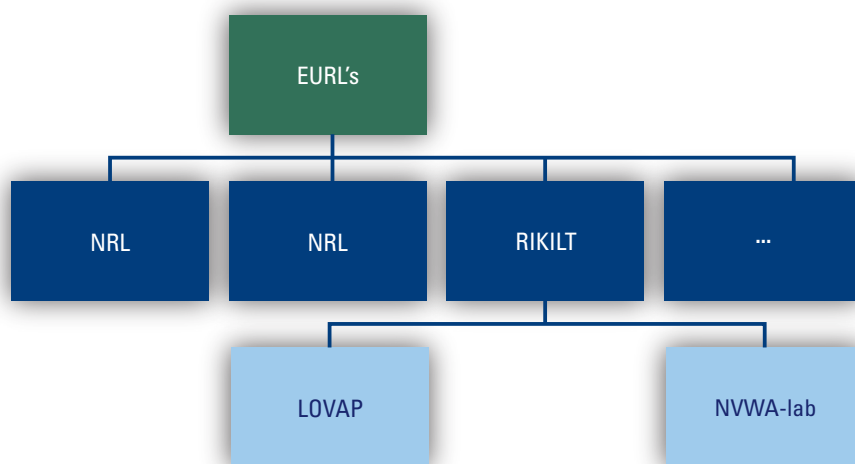 EURL's
NRL
NRL
RIKILT
...
LOVAP
NVWA-lab